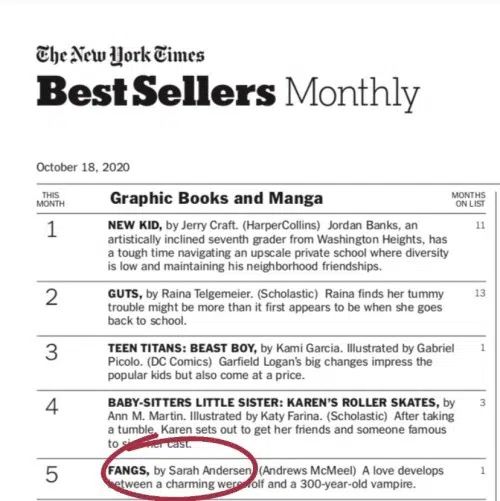 The New York Times
Best Sellers Monthly
October 18, 2020
THIS MONTH
Graphic Books and Manga
MONTHS ON LIST
1
NEW KID, by Jerry Craft. (HarperCollins) Jordan Banks, an
11
artistically inclined seventh grader from Washington Heights, has
a tough time navigating an upscale private school where diversity
is low and maintaining his neighborhood friendships.
2
GUTS, by Raina Telgemeier. (Scholastic) Raina finds her tummy
13
trouble might be more than it first appears to be when she goes
back to school.
3
TEEN TITANS: BEAST BOY, by Kami Garcia. Illustrated by Gabriel
1
Picolo. (DC Comics) Garfield Logan's big changes impress the
popular kids but also come at a price.
4
BABY-SITTERS LITTLE SISTER: KAREN'S ROLLER SKATES, by
3
Ann M. Martin. Illustrated by Katy Farina. (Scholastic) After taking
a tumble, Karen sets out to get her friends and someone famous
to her cast.
5
FANGS, by Sarah Andersen. (Andrews McMeel) A love develops
1
between a charming werewolf and a 300-year-old vampire.